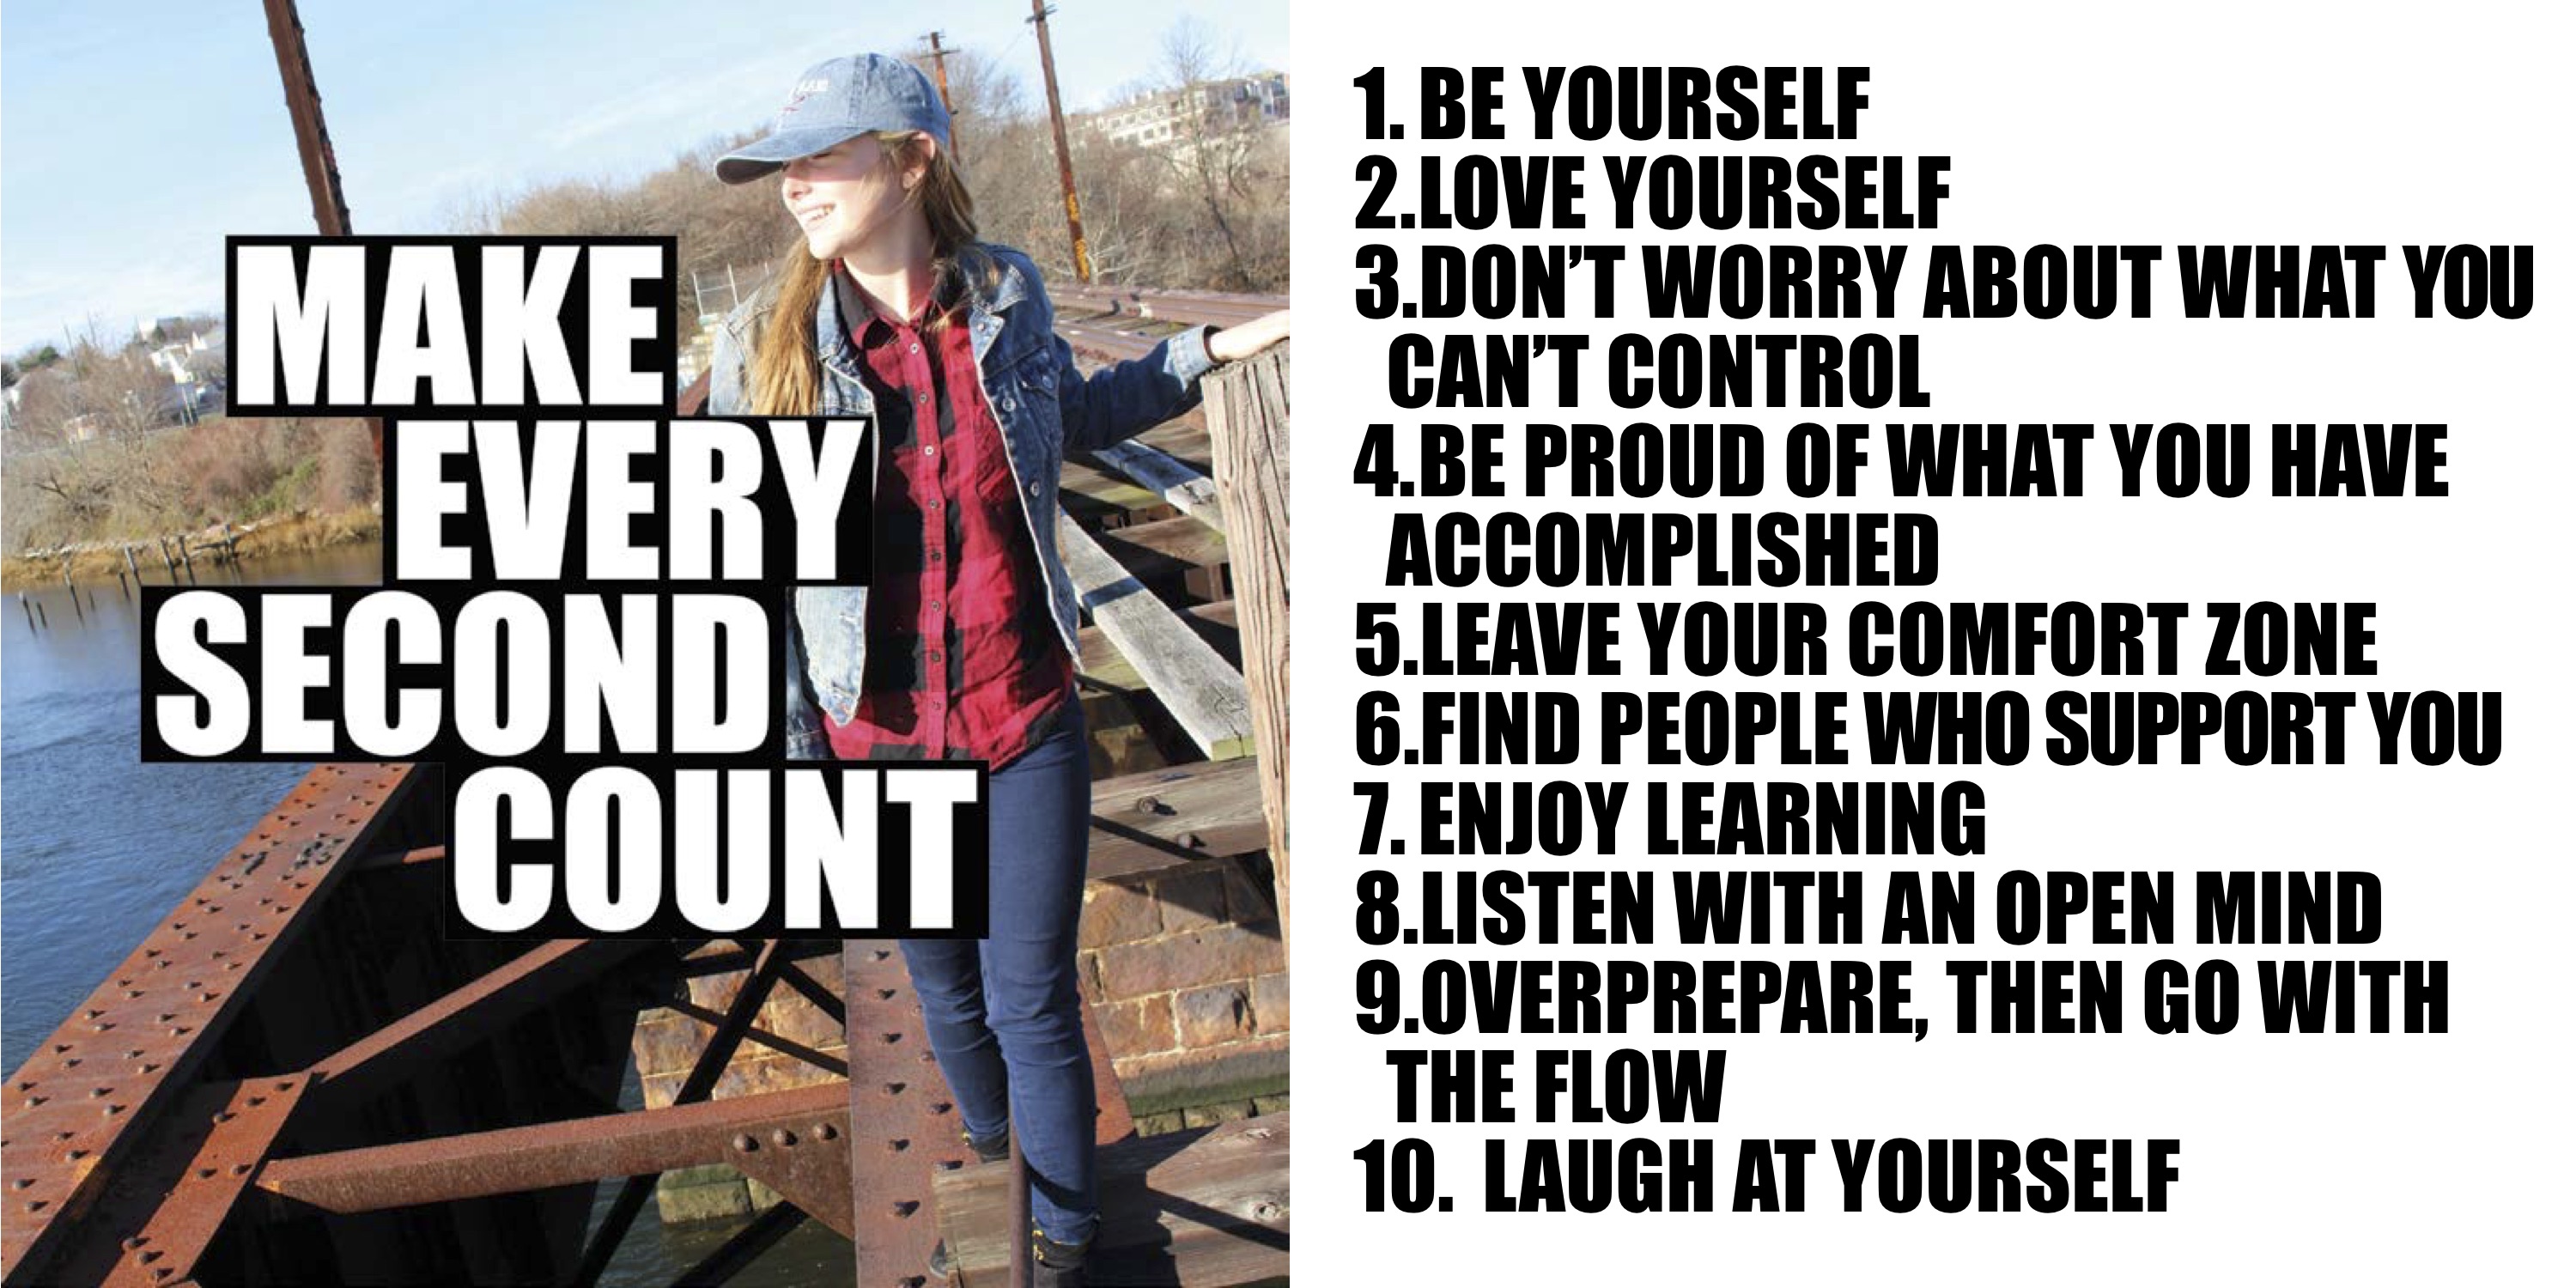 MAKE
EVERY
SECOND
COUNT
1. BE YOURSELF
2.LOVE YOURSELF
3.DON'T WORRY ABOUT WHAT YOU
CAN'T CONTROL
4.BE PROUD OF WHAT YOU HAVE
ACCOMPLISHED
5.LEAVE YOUR COMFORT ZONE
6.FIND PEOPLE WHO SUPPORT YOU
7. ENJOY LEARNING
8.LISTEN WITH AN OPEN MIND
9.OVERPREPARE, THEN GO WITH
THE FLOW
10. LAUGH AT YOURSELF